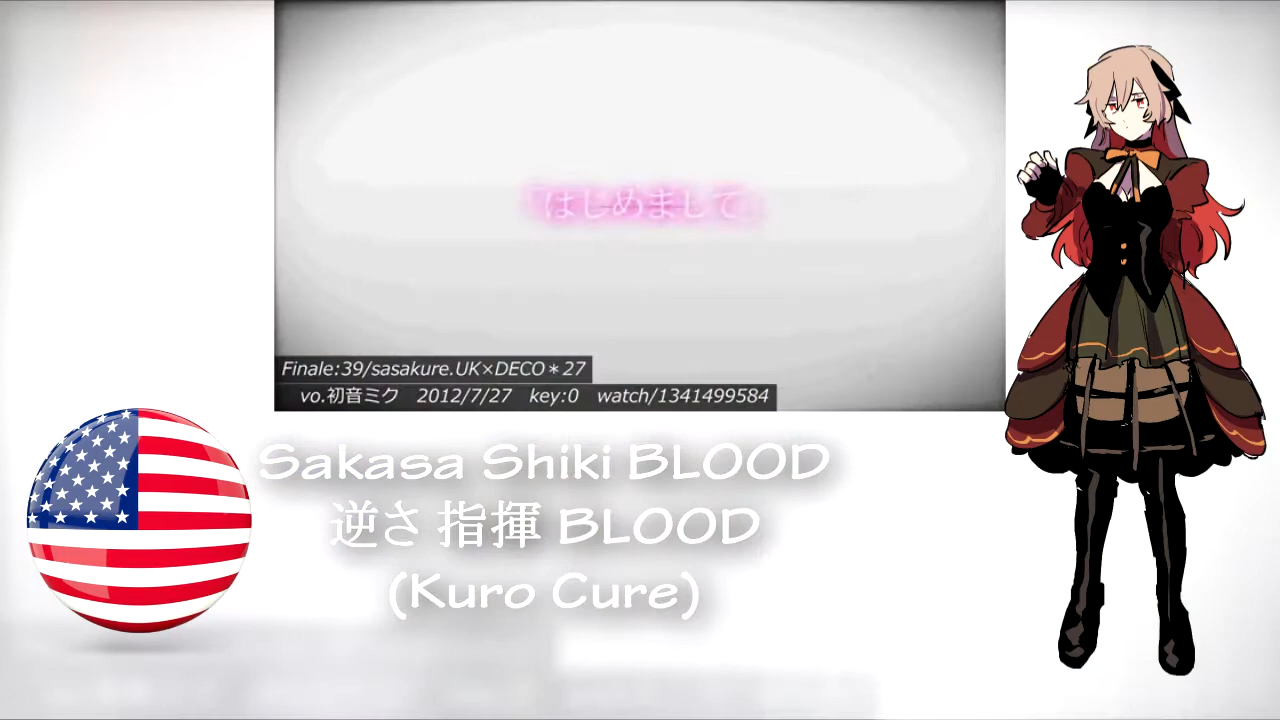 「はじめまして」
Finale:39/sasakure.UK×DECO＊27
vo.初音ミク 2012/7/27 key:0 watch/1341499584
Sakasa Shiki BLOOD
逆さ 指揮 BLOOD
(Kuro Cure)